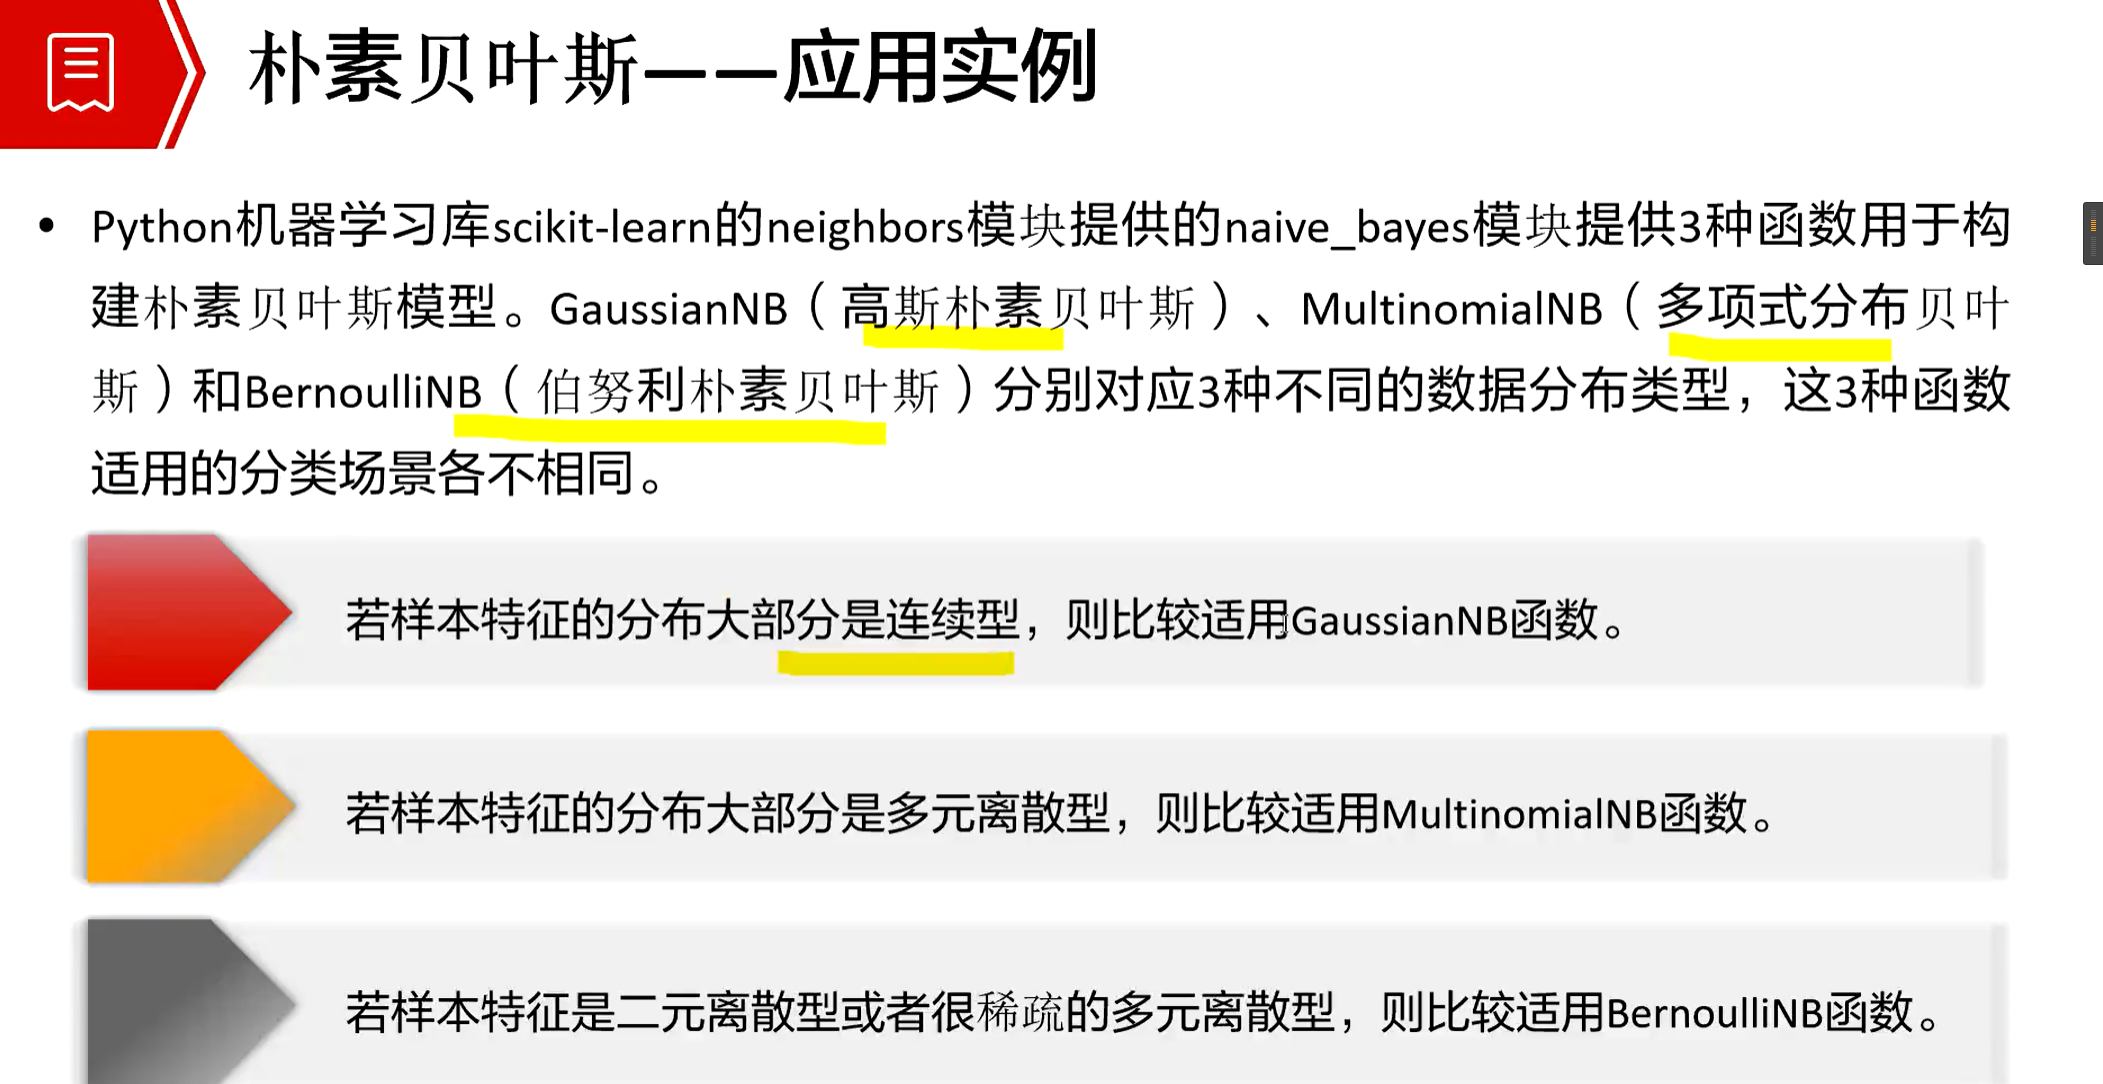 朴素贝叶斯——应用实例
• Python机器学习库scikit-learn的neighbors模块提供的naive_bayes模块提供3种函数用于构
建朴素贝叶斯模型。GaussianNB（高斯朴素贝叶斯）、MultinomialNB（多项式分布贝叶
斯）和BernoulliNB（伯努利朴素贝叶斯）分别对应3种不同的数据分布类型，这3种函数
适用的分类场景各不相同。
若样本特征的分布大部分是连续型，则比较适用GaussianNB函数。
若样本特征的分布大部分是多元离散型，则比较适用MultinomialNB函数。
若样本特征是二元离散型或者很稀疏的多元离散型，则比较适用BernoulliNB函数。